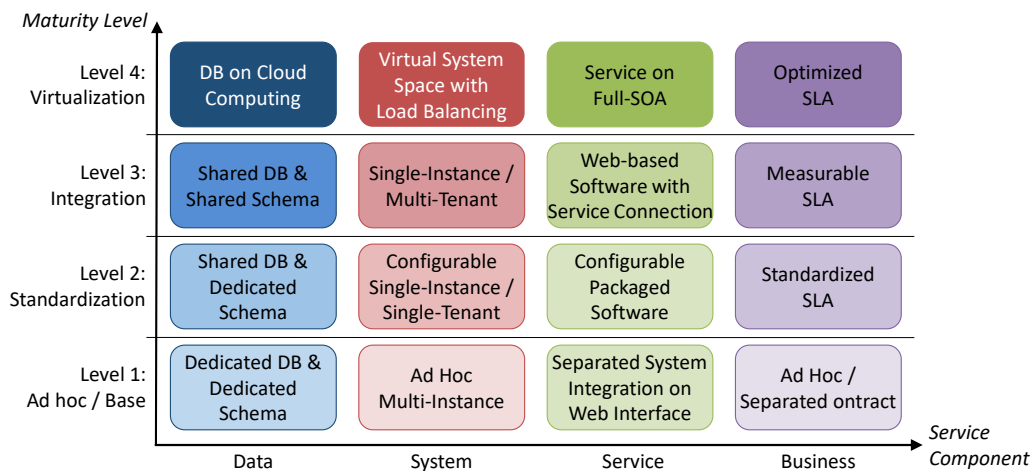 Maturity Level
Level 4:
Virtualization
DB on Cloud
Computing
Virtual System
Space with
Load Balancing
Service on
Full-SOA
Optimized
SLA
Level 3:
Integration
Shared DB &
Shared Schema
Single-Instance /
Multi-Tenant
Web-based
Software with
Service Connection
Measurable
SLA
Level 2:
Standardization
Shared DB &
Dedicated
Schema
Configurable
Single-Instance /
Single-Tenant
Configurable
Packaged
Software
Standardized
SLA
Level 1:
Ad hoc / Base
Dedicated DB &
Dedicated
Schema
Ad Hoc
Multi-Instance
Separated System
Integration on
Web Interface
Ad Hoc /
Separated ontract
Data
System
Service
Business
Service
Component